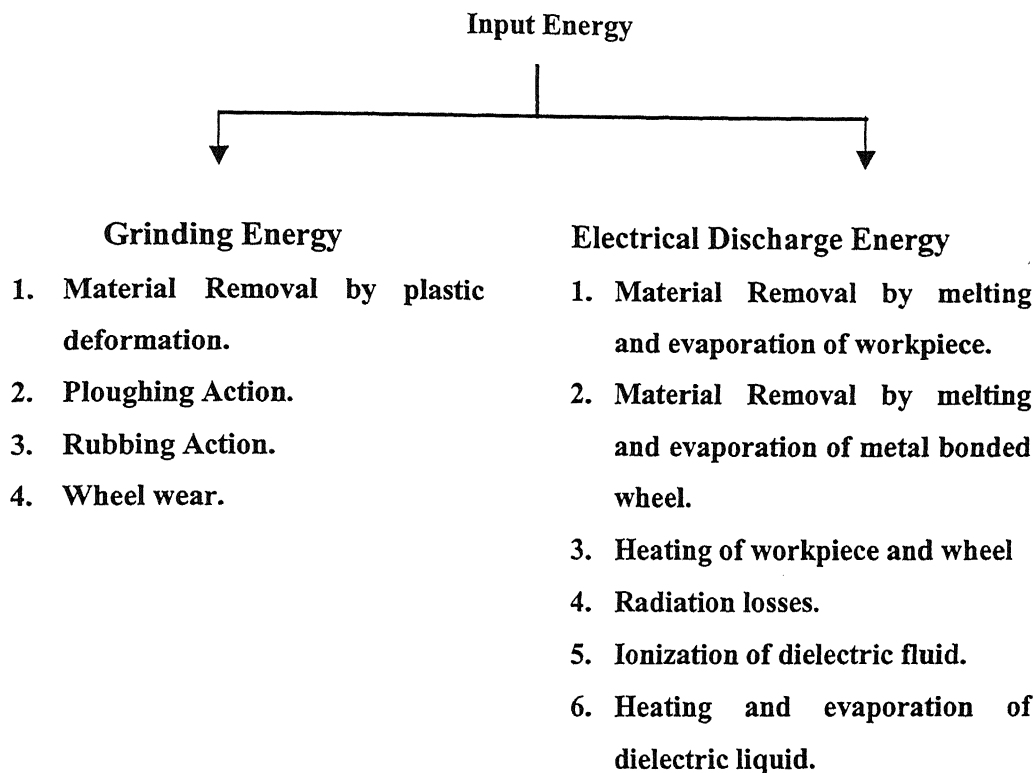 Input Energy
Grinding Energy
1. Material Removal by plastic
deformation.
2. Ploughing Action.
3. Rubbing Action.
4. Wheel wear.
Electrical Discharge Energy
1. Material Removal by melting
and evaporation of workpiece.
2. Material Removal by melting
and evaporation of metal bonded
wheel.
3. Heating of workpiece and wheel
4. Radiation losses.
5. Ionization of dielectric fluid.
6. Heating and evaporation of
dielectric liquid.